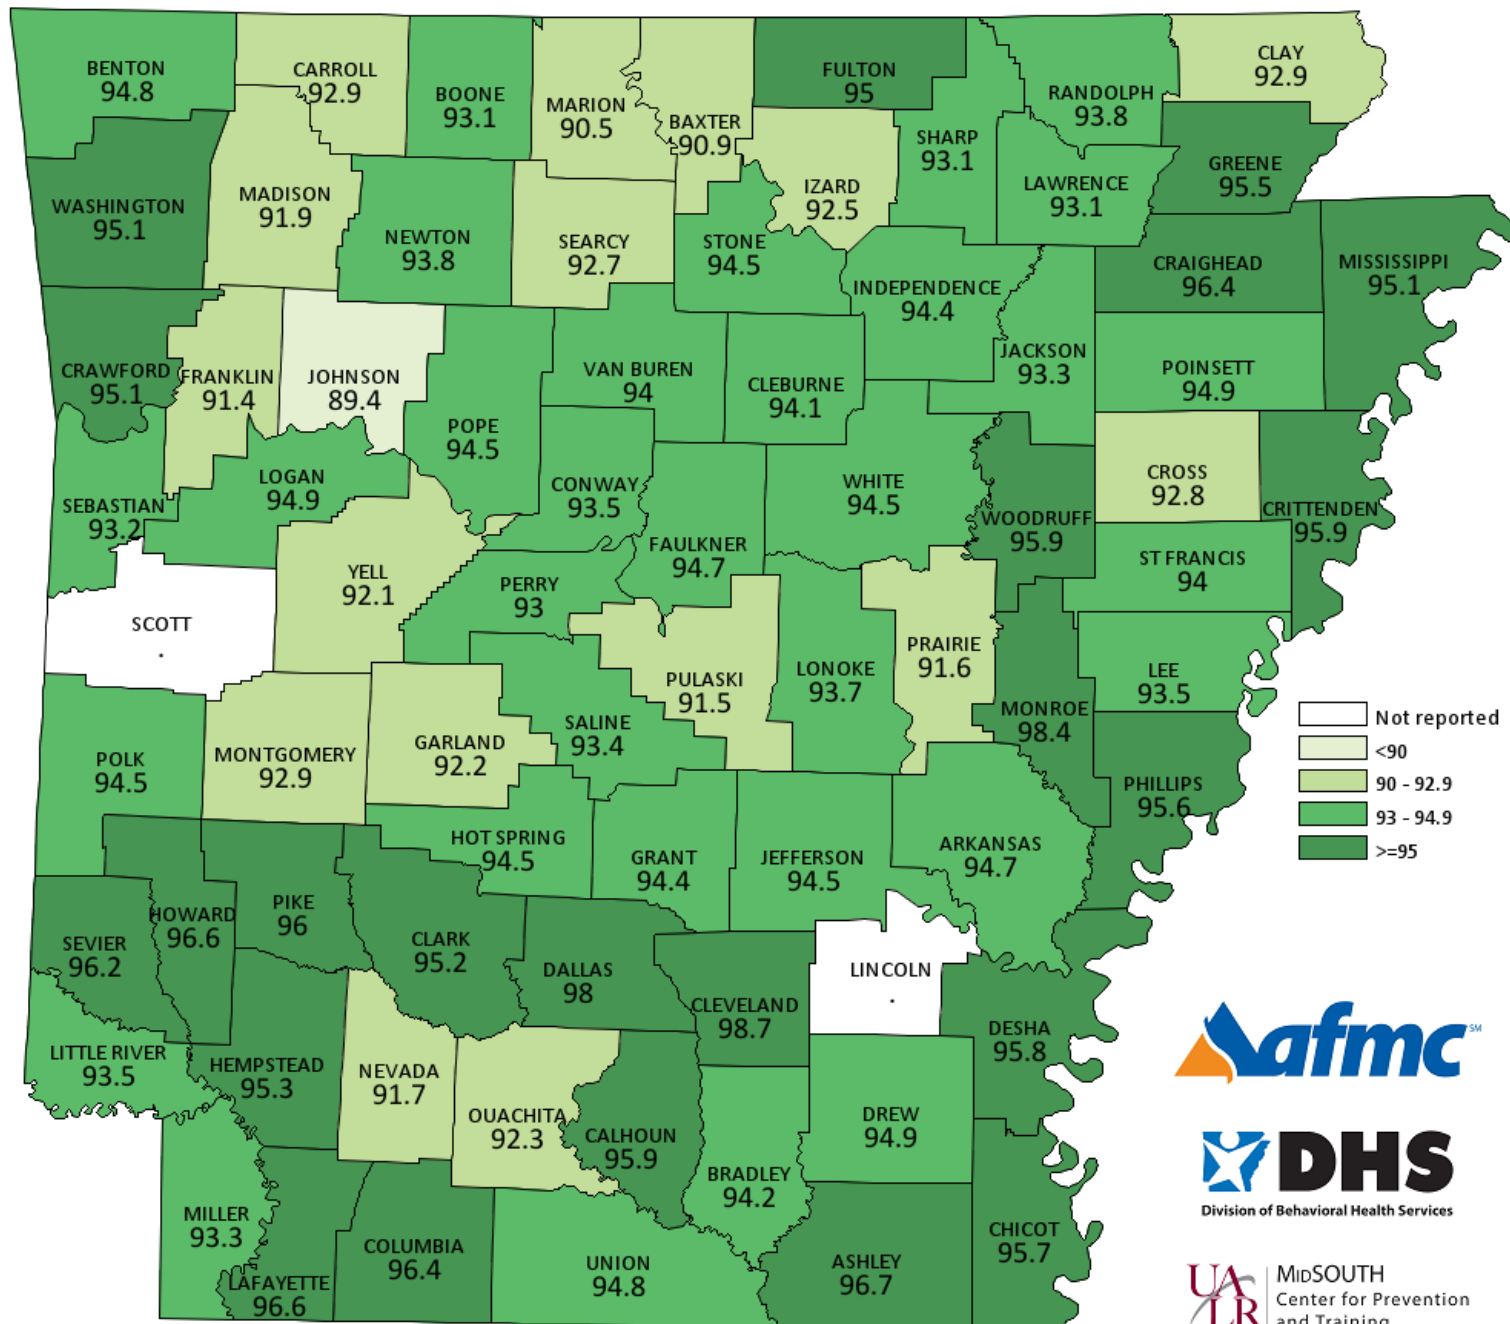 BENTON
94.8
CARROLL
92.9
BOONE
93.1
MARION
90.5
BAXTER
90.9
FULTON
95
SHARP
93.1
RANDOLPH
93.8
CLAY
92.9
GREENE
95.5
LAWRENCE
93.1
IZARD
92.5
WASHINGTON
95.1
MADISON
91.9
NEWTON
93.8
SEARCY
92.7
STONE
94.5
INDEPENDENCE
94.4
CRAIGHEAD
96.4
MISSISSIPPI
95.1
CRAWFORD
95.1
FRANKLIN
91.4
JOHNSON
89.4
POPE
94.5
VAN BUREN
94
CLEBURNE
94.1
JACKSON
93.3
POINSETT
94.9
SEBASTIAN
93.2
LOGAN
94.9
CONWAY
93.5
FAULKNER
94.7
WHITE
94.5
WOODRUFF
95.9
CROSS
92.8
CRITTENDEN
95.9
ST FRANCIS
94
SCOTT
.
YELL
92.1
PERRY
93
PULASKI
91.5
LONOKE
93.7
PRAIRIE
91.6
MONROE
98.4
LEE
93.5
PHILLIPS
95.6
POLK
94.5
MONTGOMERY
92.9
GARLAND
92.2
SALINE
93.4
HOT SPRING
94.5
GRANT
94.4
JEFFERSON
94.5
ARKANSAS
94.7
SEVIER
96.2
HOWARD
96.6
PIKE
96
CLARK
95.2
DALLAS
98
CLEVELAND
98.7
LINCOLN
.
DESHA
95.8
LITTLE RIVER
93.5
HEMPSTEAD
95.3
NEVADA
91.7
OUACHITA
92.3
CALHOUN
95.9
BRADLEY
94.2
DREW
94.9
MILLER
93.3
LAFAYETTE
96.6
COLUMBIA
96.4
UNION
94.8
ASHLEY
96.7
CHICOT
95.7
Not reported
<90
90 - 92.9
93 - 94.9
>=95
afmc SM
DHS
Division of Behavioral Health Services
UALR
MIDSOUTH
Center for Prevention
and Training